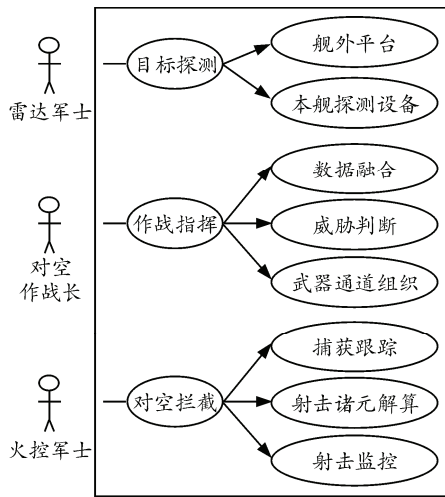 雷达军士
目标探测
舰外平台
本舰探测设备
对空
作战长
作战指挥
数据融合
威胁判断
武器通道组织
火控军士
对空拦截
捕获跟踪
射击诸元解算
射击监控